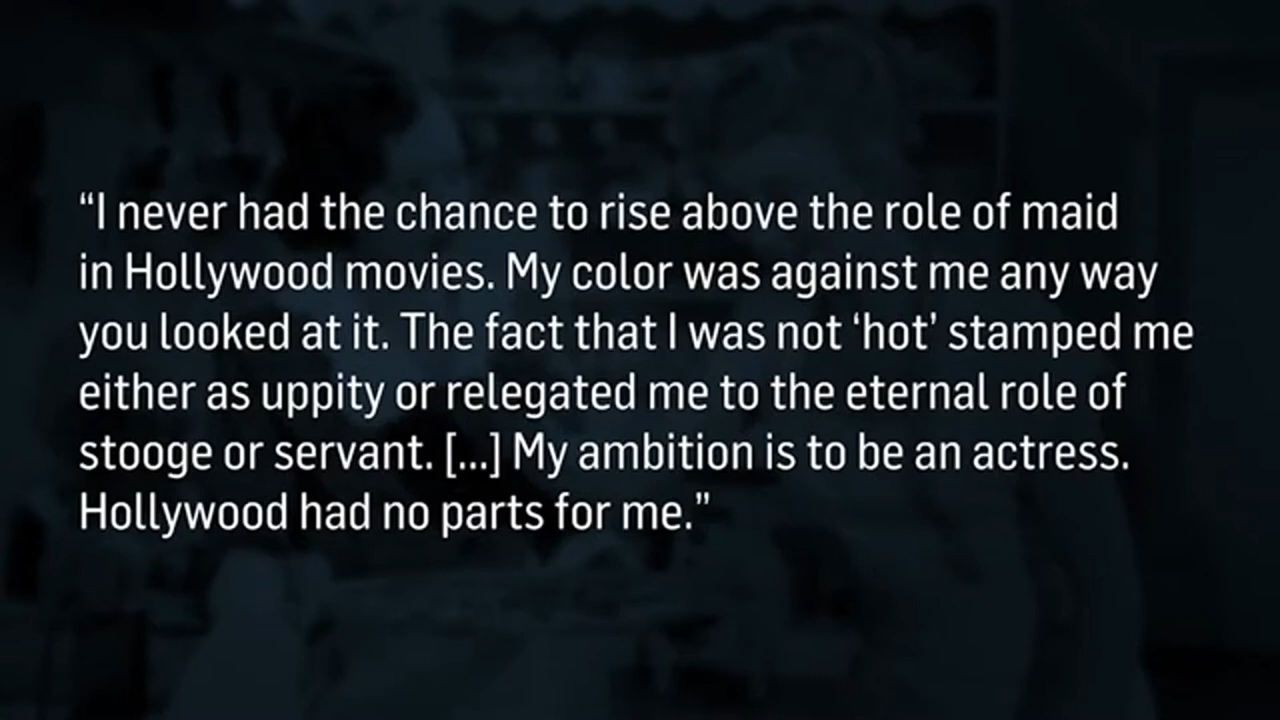 “I never had the chance to rise above the role of maid
in Hollywood movies. My color was against me any way
you looked at it. The fact that I was not ‘hot’ stamped me
either as uppity or relegated me to the eternal role of
stooge or servant. [...] My ambition is to be an actress.
Hollywood had no parts for me.”